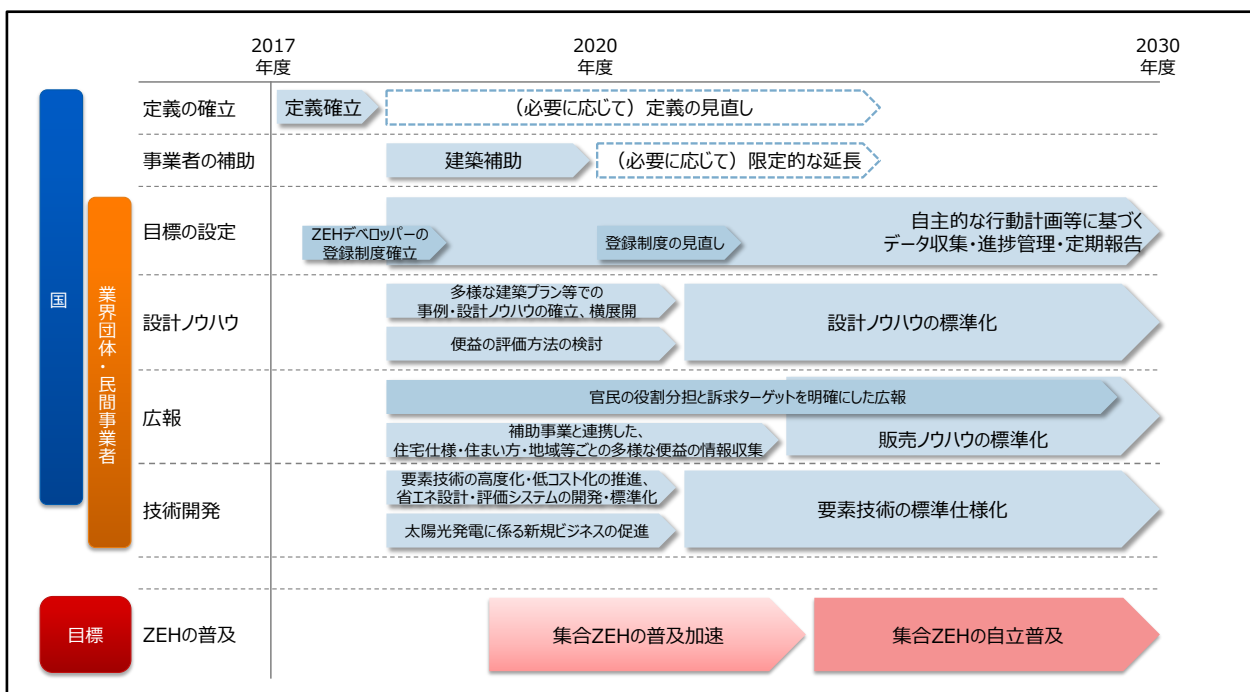 2017
年度
2020
年度
2030
年度
国
業界団体・民間事業者
定義の確立
定義確立
（必要に応じて）定義の見直し
事業者の補助
建築補助
（必要に応じて）限定的な延長
目標の設定
ZEHデベロッパーの
登録制度確立
登録制度の見直し
自主的な行動計画等に基づく
データ収集・進捗管理・定期報告
設計ノウハウ
多様な建築プラン等での
事例・設計ノウハウの確立、横展開
便益の評価方法の検討
設計ノウハウの標準化
広報
官民の役割分担と訴求ターゲットを明確にした広報
補助事業と連携した、
住宅仕様・住まい方・地域等ごとの多様な便益の情報収集
販売ノウハウの標準化
技術開発
要素技術の高度化・低コスト化の推進、
省エネ設計・評価システムの開発・標準化
太陽光発電に係る新規ビジネスの促進
要素技術の標準仕様化
目標
ZEHの普及
集合ZEHの普及加速
集合ZEHの自立普及